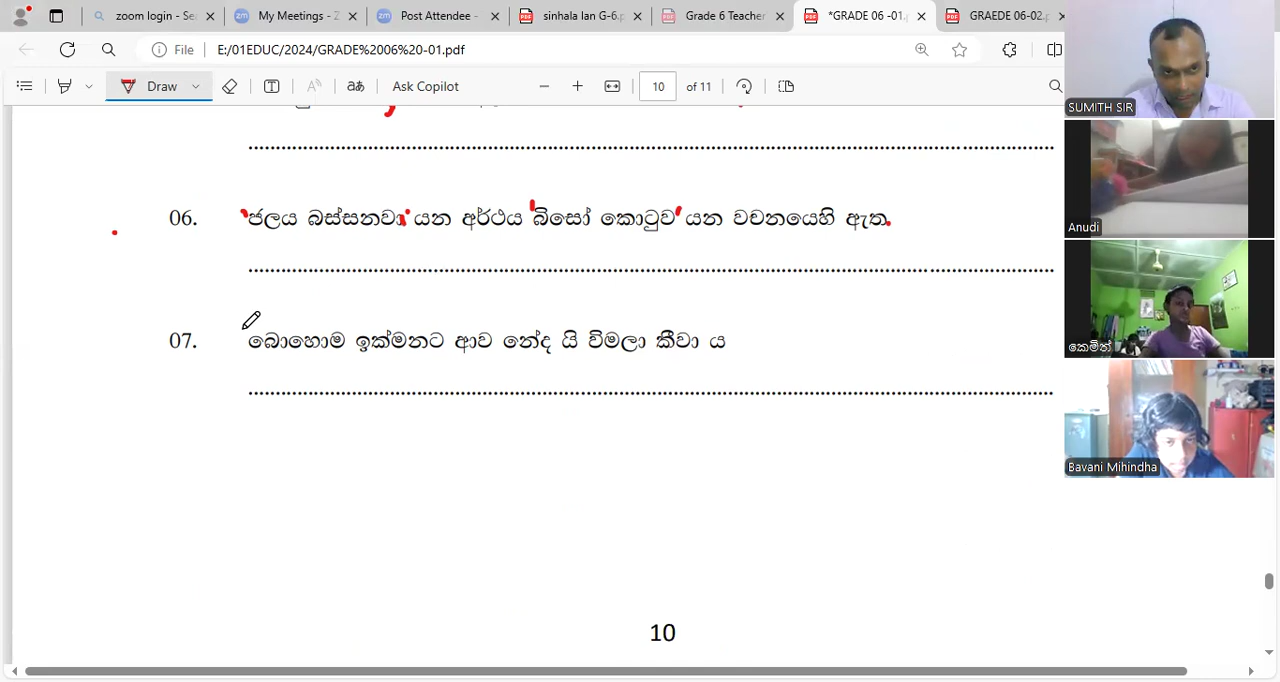 zoom login - Se
My Meetings - Z
Post Attendee -
sinhala lan G-6.p
Grade 6 Teacher
*GRADE 06 -01.
GRAEDE 06-02.p
File E:/01EDUC/2024/GRADE%2006%20-01.pdf
Draw
aあ
Ask Copilot
10 of 11
06. 'ජලය බස්සනවා' යන අර්ථය 'බිසෝ කොටුව' යන වචනයෙහි ඇත.
07. බොහොම ඉක්මනට ආව නේද යි විමලා කීවා ය
10
SUMITH SIR
Anudi
කෙමිත්
Bavani Mihindha